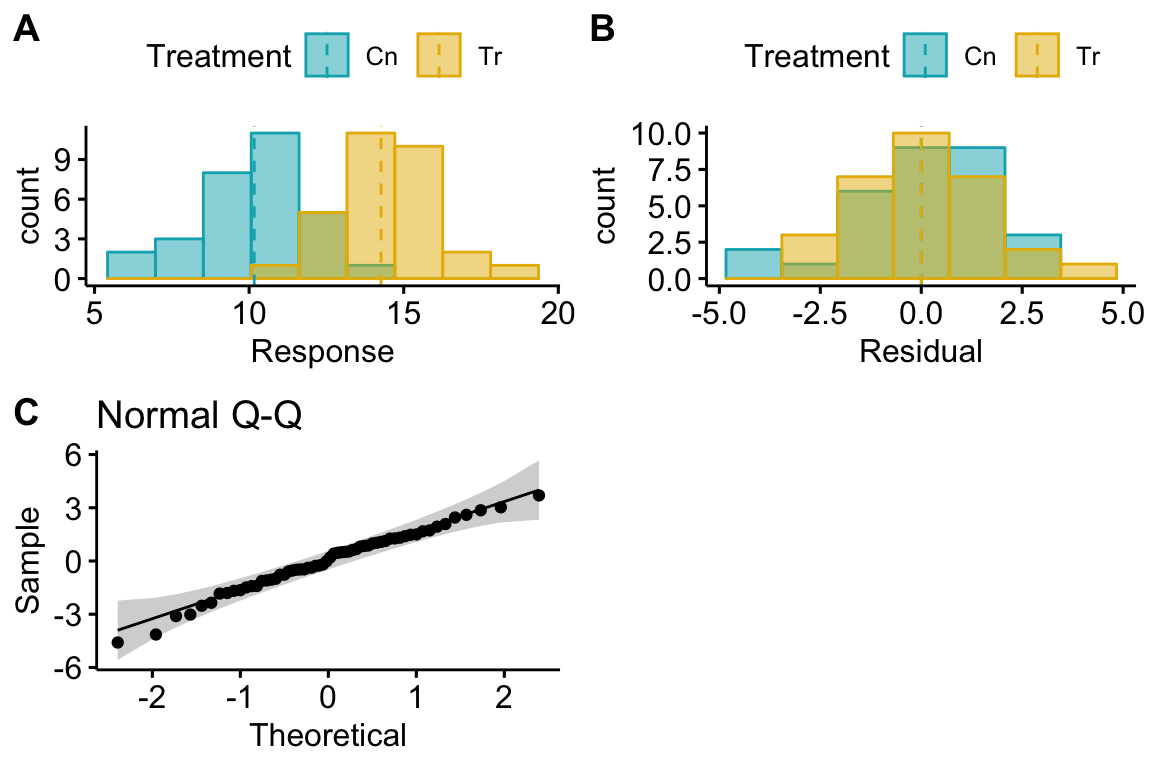 A
Treatment Cn Tr
count
9
6
3
0
5 10 15 20
Response
B
Treatment Cn Tr
count
10.0
7.5
5.0
2.5
0.0
-5.0 -2.5 0.0 2.5 5.0
Residual
C Normal Q-Q
Sample
6
3
0
-3
-6
-2 -1 0 1 2
Theoretical